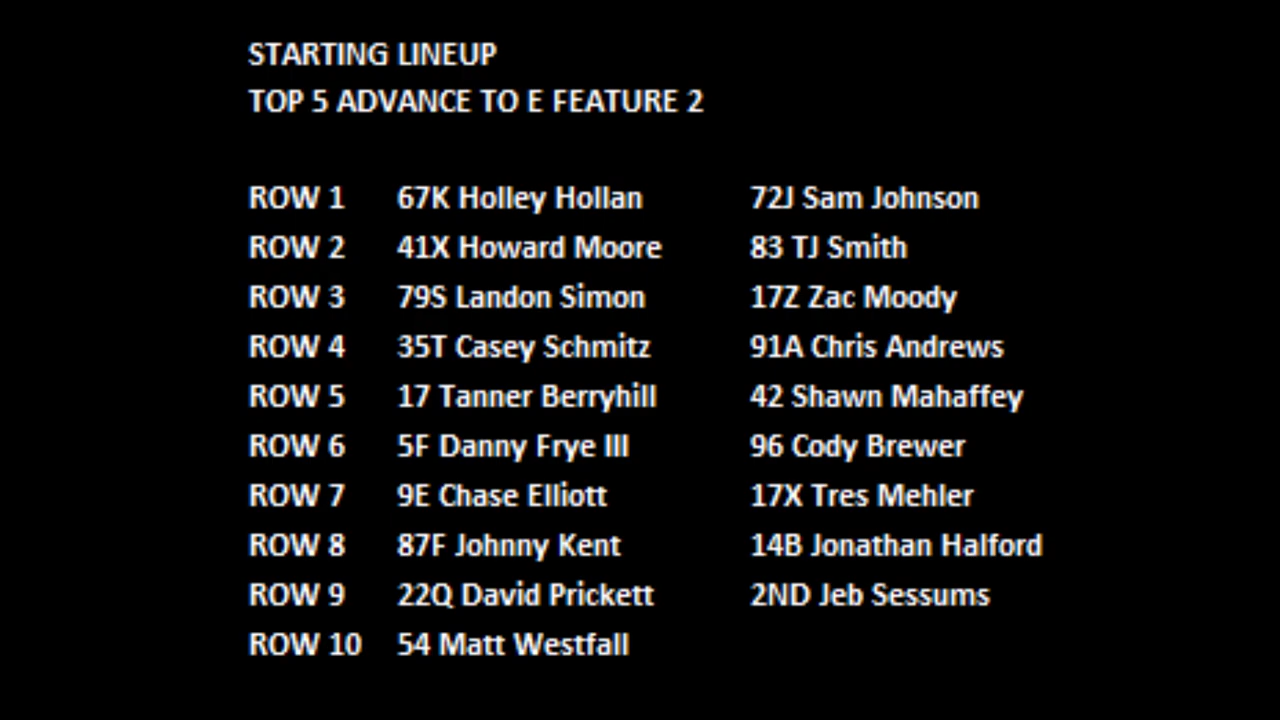 STARTING LINEUP
TOP 5 ADVANCE TO E FEATURE 2
ROW 1 67K Holley Hollan 72J Sam Johnson
ROW 2 41X Howard Moore 83 TJ Smith
ROW 3 79S Landon Simon 17Z Zac Moody
ROW 4 35T Casey Schmitz 91A Chris Andrews
ROW 5 17 Tanner Berryhill 42 Shawn Mahaffey
ROW 6 5F Danny Frye III 96 Cody Brewer
ROW 7 9E Chase Elliott 17X Tres Mehler
ROW 8 87F Johnny Kent 14B Jonathan Halford
ROW 9 22Q David Prickett 2ND Jeb Sessums
ROW 10 54 Matt Westfall